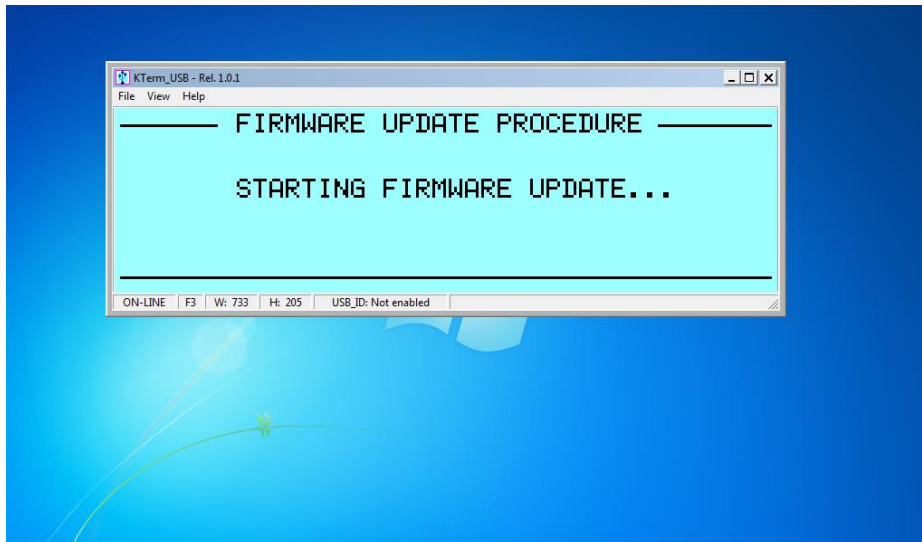 KTerm_USB - Rel. 1.0.1
File View Help
FIRMWARE UPDATE PROCEDURE
STARTING FIRMWARE UPDATE...
ON-LINE F3 W: 733 H: 205 USB_ID: Not enabled